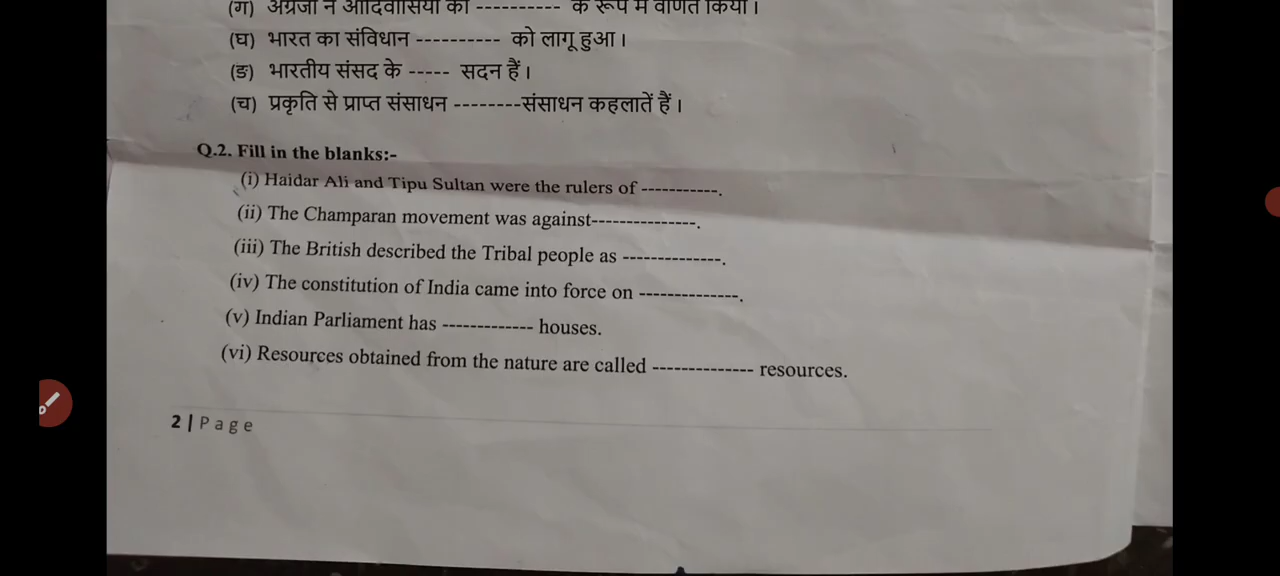 (ग) अंग्रेजों ने आदिवासियों को ---------- के रूप में वर्णित किया।
(घ) भारत का संविधान ---------- को लागू हुआ।
(ङ) भारतीय संसद के ----- सदन हैं।
(च) प्रकृति से प्राप्त संसाधन --------संसाधन कहलातें हैं।
Q.2. Fill in the blanks:-
(i) Haidar Ali and Tipu Sultan were the rulers of -----------.
(ii) The Champaran movement was against---------------.
(iii) The British described the Tribal people as --------------.
(iv) The constitution of India came into force on --------------.
(v) Indian Parliament has ------------- houses.
(vi) Resources obtained from the nature are called -------------- resources.
2 | Page